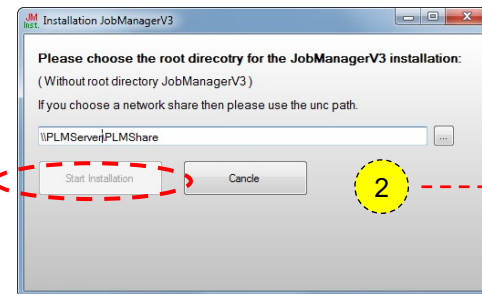 JM
Inst.
Installation JobManagerV3
Please choose the root direcotry for the JobManagerV3 installation:
( Without root directory JobManagerV3 )
If you choose a network share then please use the unc path.
\\PLMServer\PLMShare
...
Start Installation
Cancle
2